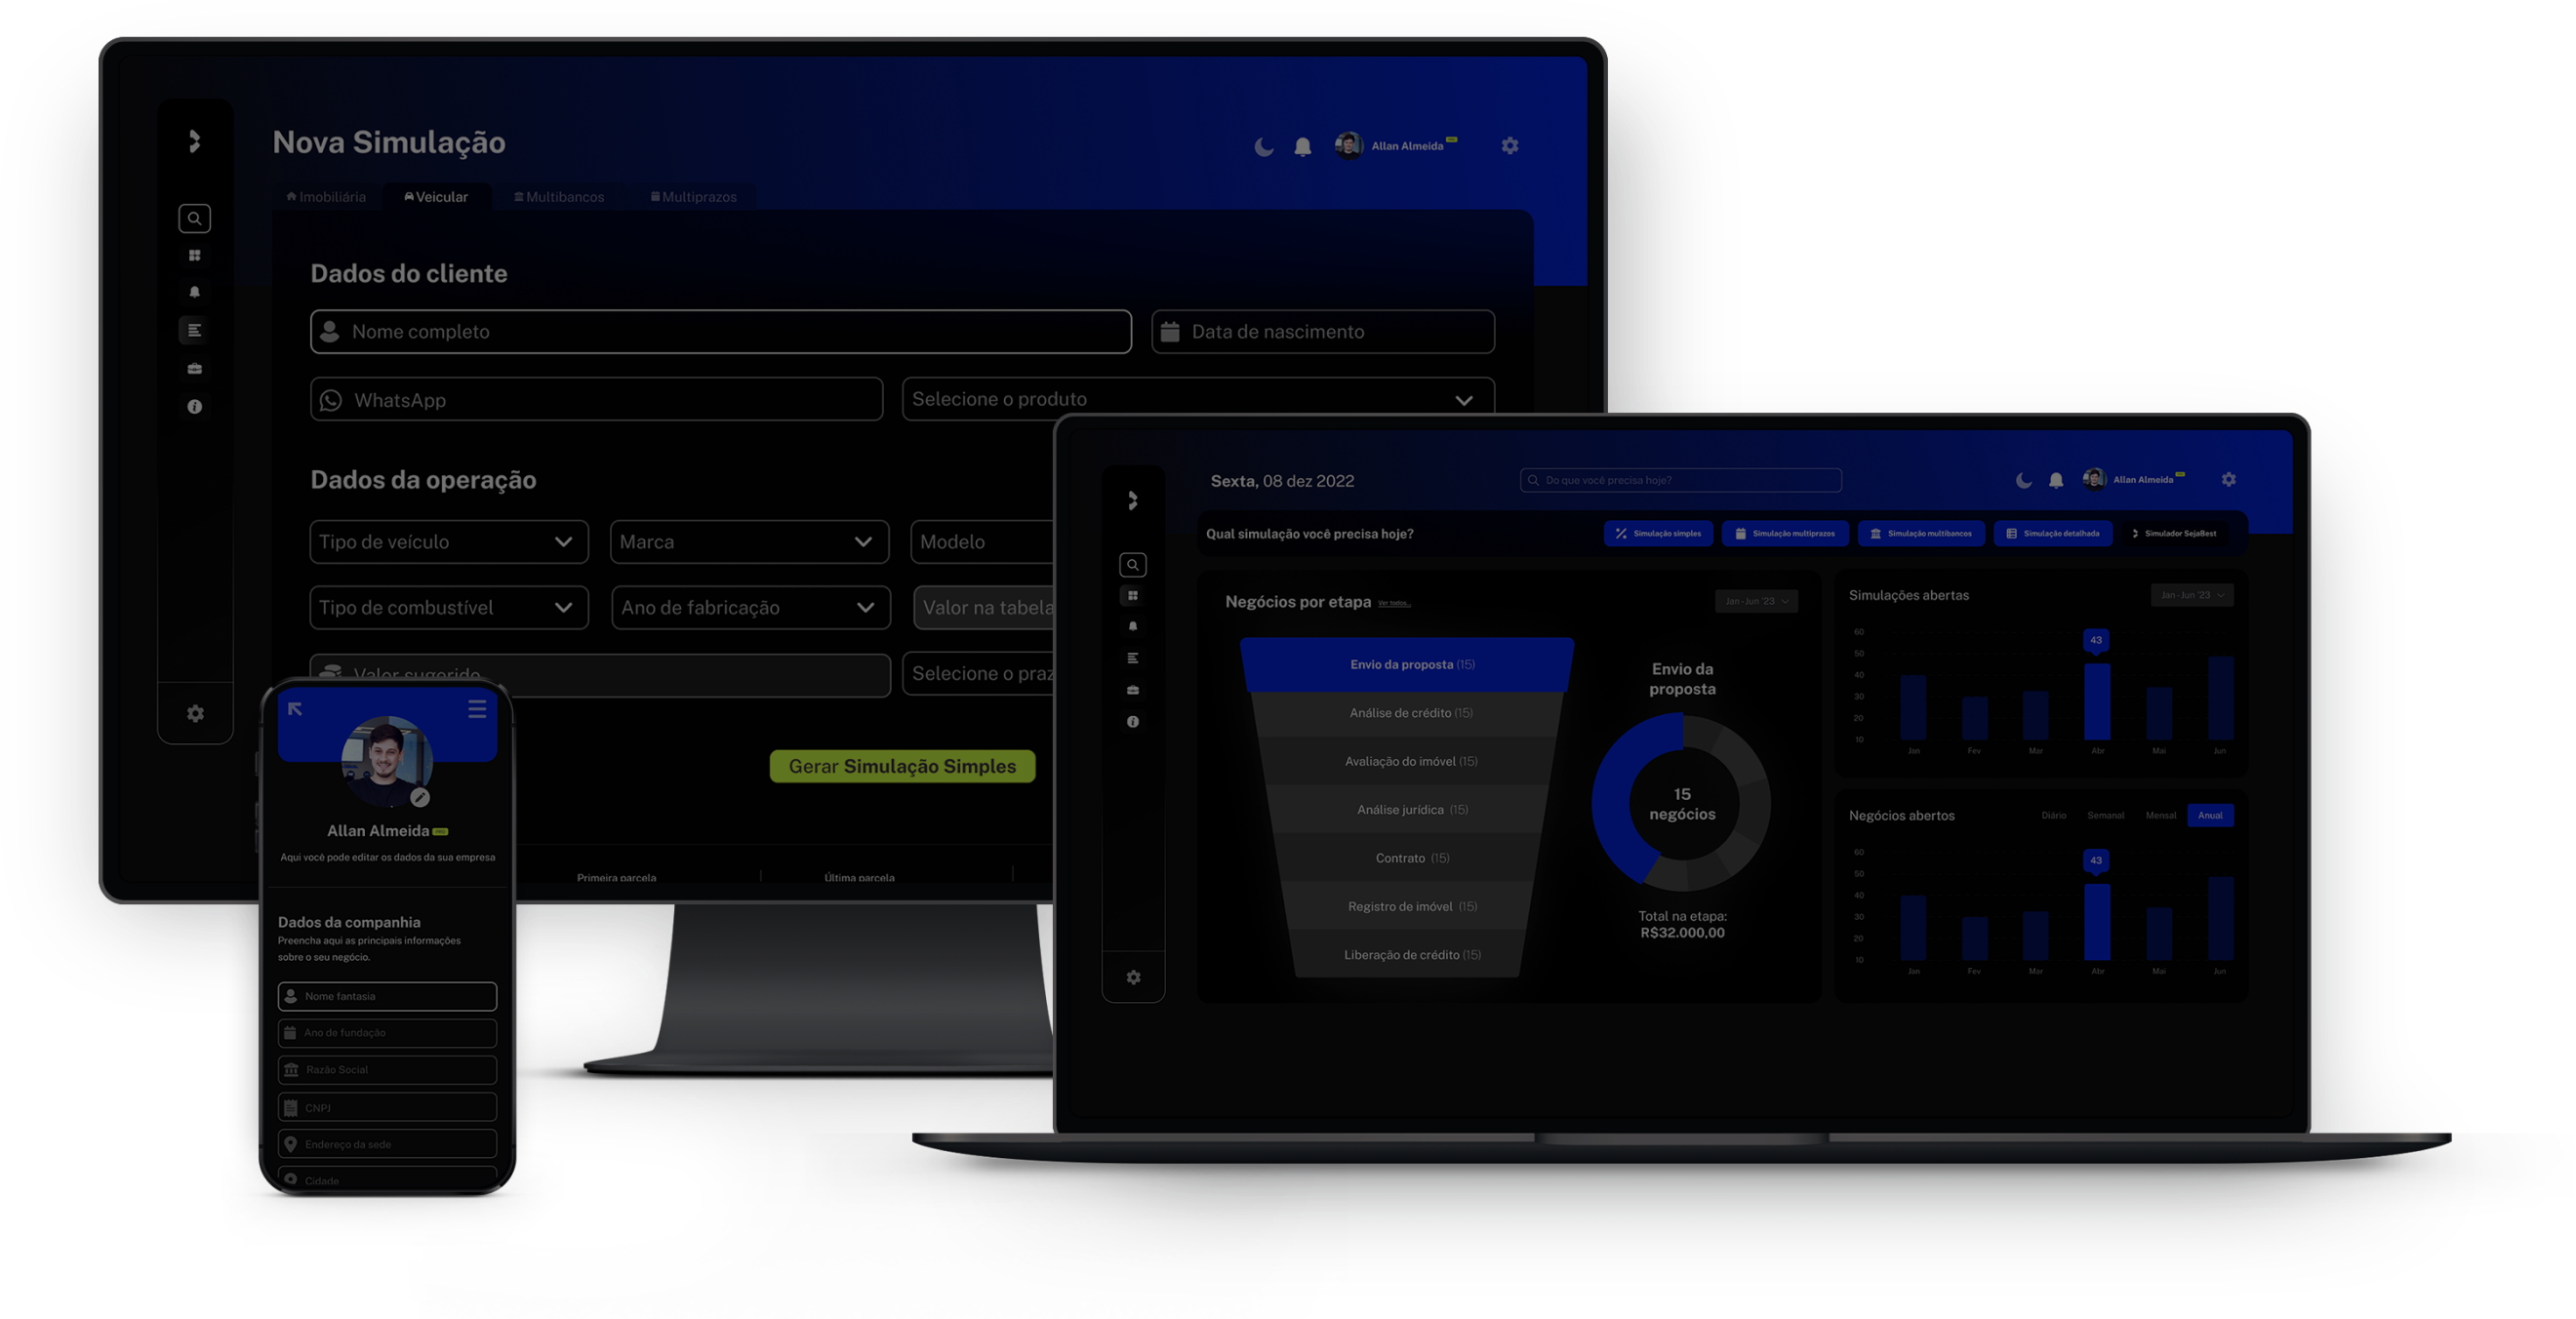 Nova Simulação
Allan Almeida
Imobiliária
Veicular
Multibancos
Multiprazos
Dados do cliente
Nome completo
Data de nascimento
WhatsApp
Selecione o produto
Dados da operação
Tipo de veículo
Marca
Modelo
Tipo de combustível
Ano de fabricação
Valor na tabela
Valor sugerido
Selecione o praz
Gerar Simulação Simples
Primeira parcela
Última parcela
Allan Almeida
Aqui você pode editar os dados da sua empresa
Dados da companhia
Preencha aqui as principais informações
sobre o seu negócio.
Nome fantasia
Ano de fundação
Razão Social
CNPJ
Endereço da sede
Cidade
Sexta, 08 dez 2022
Do que você precisa hoje?
Allan Almeida
Qual simulação você precisa hoje?
Simulação simples
Simulação multiprazos
Simulação multibancos
Simulação detalhada
Simulador SejaBest
Negócios por etapa
Ver todos...
Jan-Jun '23
Envio da proposta (15)
Análise de crédito (15)
Avaliação do imóvel (15)
Análise jurídica (15)
Contrato (15)
Registro de imóvel (15)
Liberação de crédito (15)
Envio da
proposta
15
negócios
Total na etapa:
R$32.000,00
Simulações abertas
Jan-Jun '23
60
50
40
30
20
10
43
Jan Fev Mar Abr Mai Jun
Negócios abertos
Diário Semanal Mensal Anual
60
50
40
30
20
10
43
Jan Fev Mar Abr Mai Jun